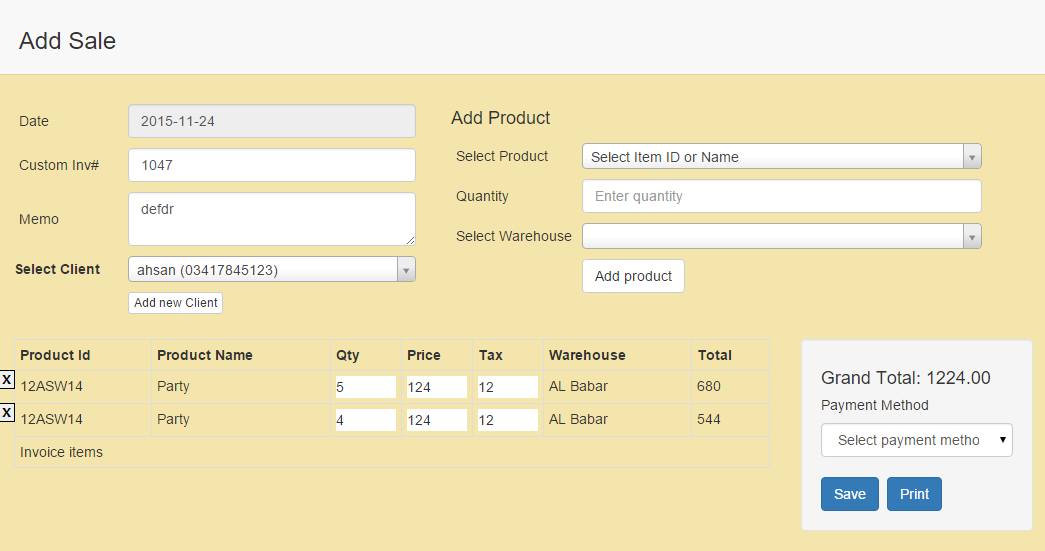 Add Sale
Date 2015-11-24
Custom Inv# 1047
Memo defdr
Select Client ahsan (03417845123)
Add new Client
Add Product
Select Product Select Item ID or Name
Quantity Enter quantity
Select Warehouse
Add product
Product Id Product Name Qty Price Tax Warehouse Total
X 12ASW14 Party 5 124 12 AL Babar 680
X 12ASW14 Party 4 124 12 AL Babar 544
Invoice items
Grand Total: 1224.00
Payment Method
Select payment metho
Save Print